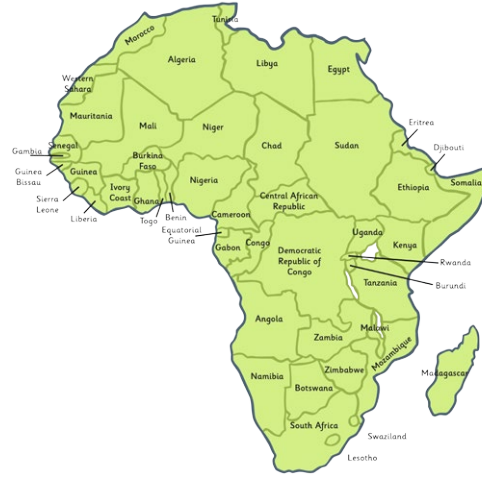 Tunisia
Morocco
Algeria
Libya
Egypt
Western
Sahara
Mauritania
Mali
Niger
Chad
Sudan
Eritrea
Djibouti
Senegal
Gambia
Guinea
Bissau
Guinea
Burkina
Faso
Nigeria
Ethiopia
Somalia
Sierra
Leone
Liberia
Ivory
Coast
Ghana
Togo
Benin
Cameroon
Central African
Republic
Equatorial
Guinea
Gabon
Congo
Democratic
Republic of
Congo
Uganda
Kenya
Rwanda
Burundi
Tanzania
Angola
Zambia
Malawi
Mozambique
Madagascar
Namibia
Zimbabwe
Botswana
South Africa
Swaziland
Lesotho